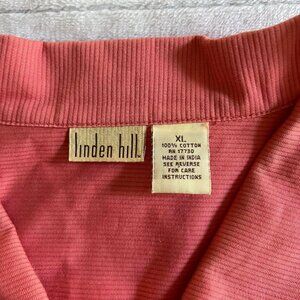 linden hill
XL
100% COTTON
RN 17730
MADE IN INDIA
SEE REVERSE
FOR CARE
INSTRUCTIONS